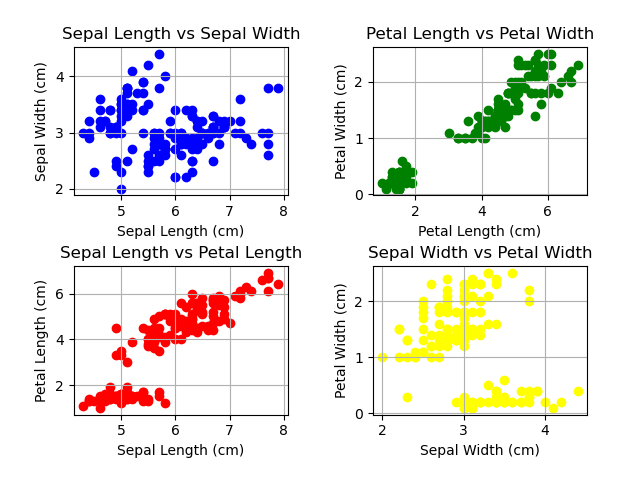 Sepal Length vs Sepal Width
Sepal Width (cm)
4
3
2
5 6 7 8
Sepal Length (cm)
Petal Length vs Petal Width
Petal Width (cm)
2
1
0
2 4 6
Petal Length (cm)
Sepal Length vs Petal Length
Petal Length (cm)
6
4
2
5 6 7 8
Sepal Length (cm)
Sepal Width vs Petal Width
Petal Width (cm)
2
1
0
2 3 4
Sepal Width (cm)